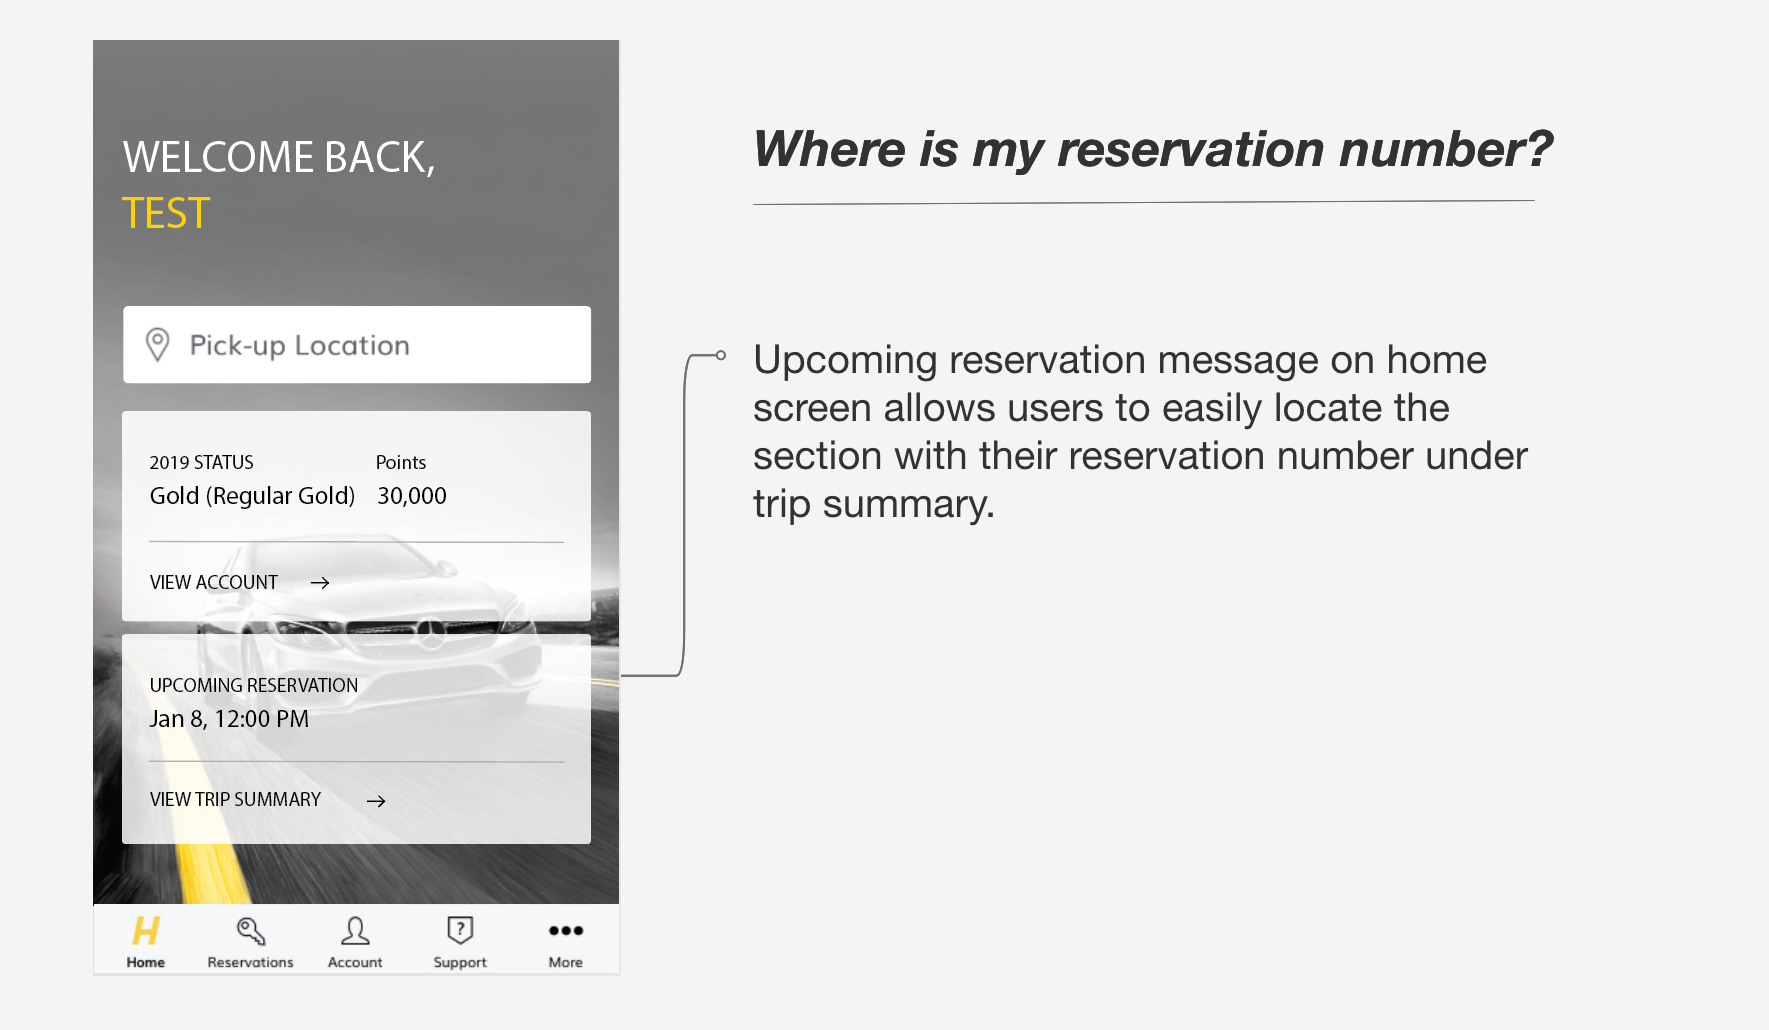 WELCOME BACK,
TEST
Pick-up Location
2019 STATUS Points
Gold (Regular Gold) 30,000
VIEW ACCOUNT →
UPCOMING RESERVATION
Jan 8, 12:00 PM
VIEW TRIP SUMMARY →
H ?
Home Reservations Account Support More
Where is my reservation number?
Upcoming reservation message on home
screen allows users to easily locate the
section with their reservation number under
trip summary.